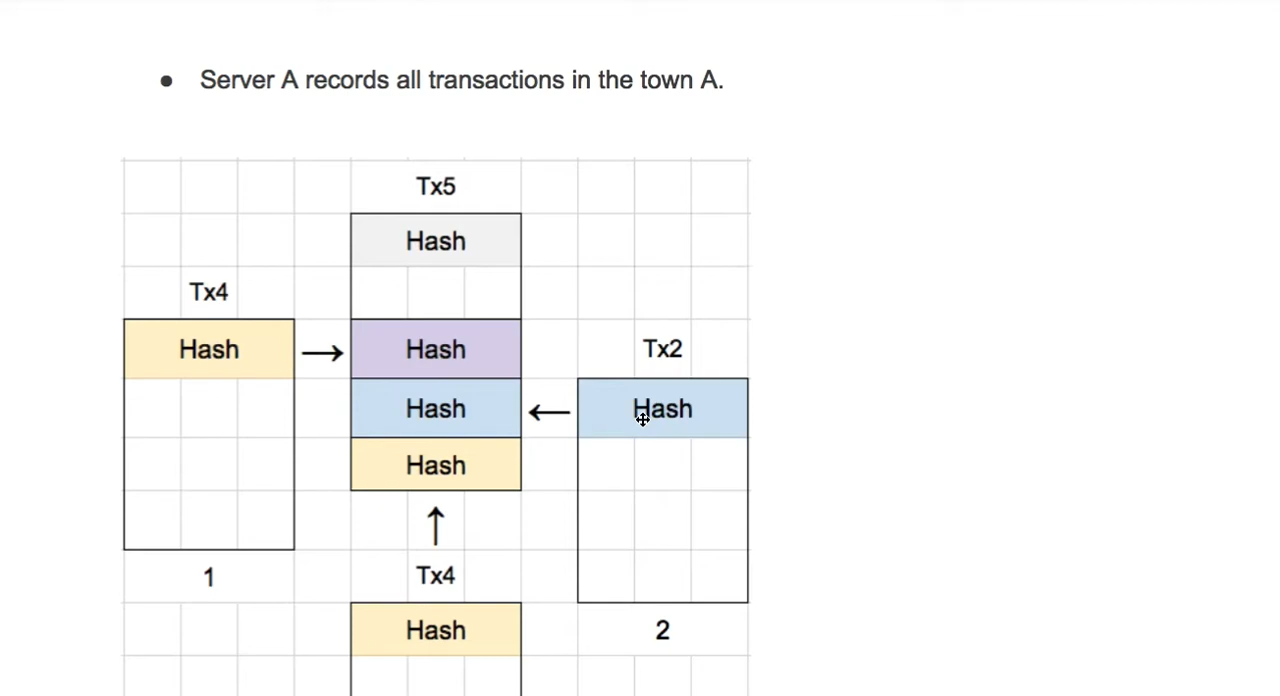 ● Server A records all transactions in the town A.
Tx5
Hash
Tx4
Hash → Hash
Tx2
Hash ← Hash
Hash
↑
1
Tx4
Hash
2